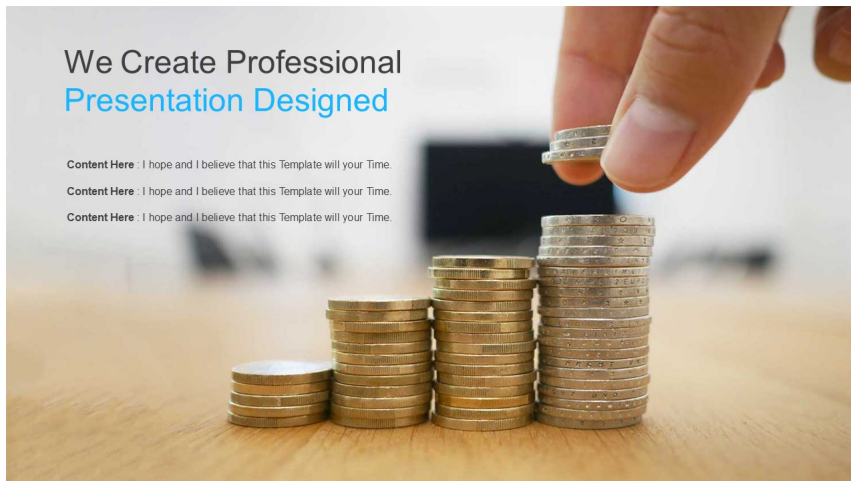 We Create Professional
Presentation Designed
Content Here : I hope and I believe that this Template will your Time.
Content Here : I hope and I believe that this Template will your Time.
Content Here : I hope and I believe that this Template will your Time.